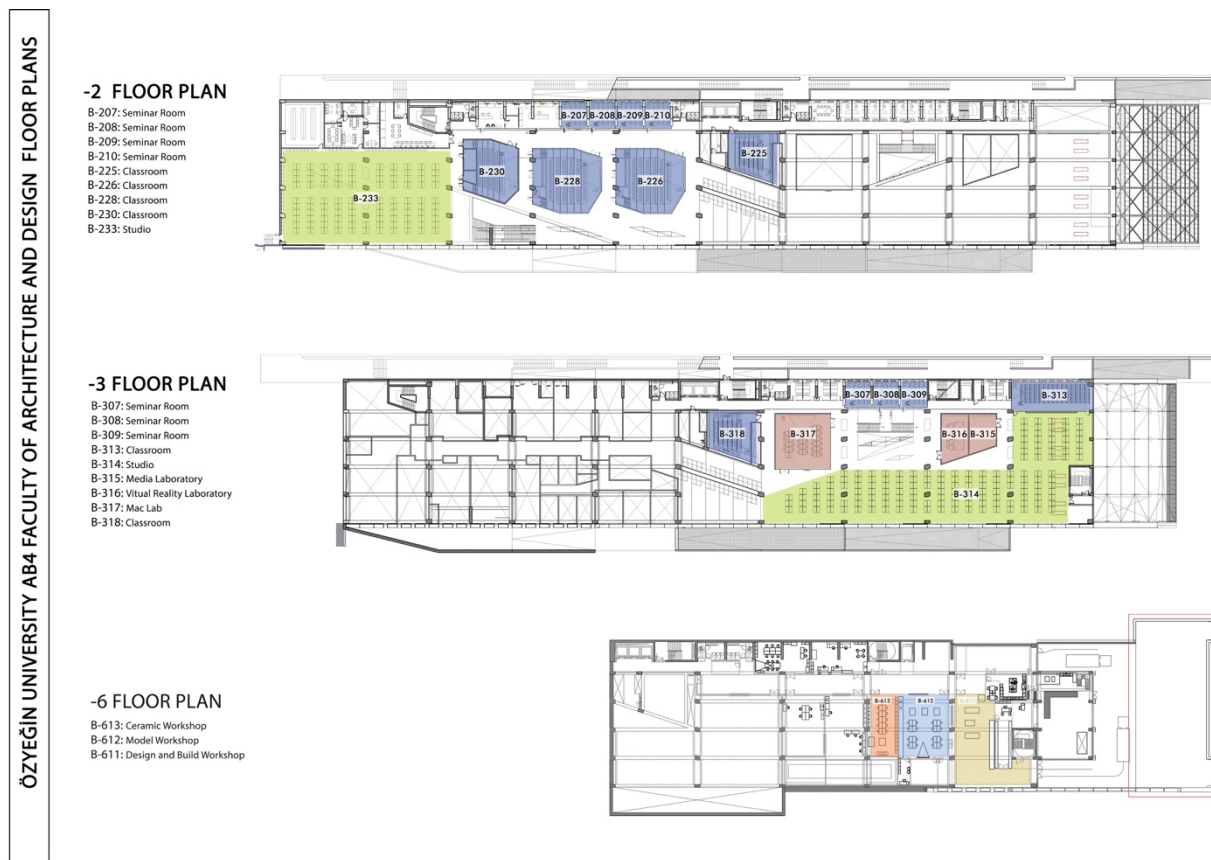 ÖZYEĞİN UNIVERSITY AB4 FACULTY OF ARCHITECTURE AND DESIGN FLOOR PLANS
-2 FLOOR PLAN
B-207: Seminar Room
B-208: Seminar Room
B-209: Seminar Room
B-210: Seminar Room
B-225: Classroom
B-226: Classroom
B-228: Classroom
B-230: Classroom
B-233: Studio
B-207
B-208
B-209
B-210
B-225
B-230
B-228
B-226
B-233
-3 FLOOR PLAN
B-307: Seminar Room
B-308: Seminar Room
B-309: Seminar Room
B-313: Classroom
B-314: Studio
B-315: Media Laboratory
B-316: Vitual Reality Laboratory
B-317: Mac Lab
B-318: Classroom
B-307
B-308
B-309
B-313
B-318
B-317
B-316
B-315
B-314
-6 FLOOR PLAN
B-613: Ceramic Workshop
B-612: Model Workshop
B-611: Design and Build Workshop
B-613
B-612
B-611